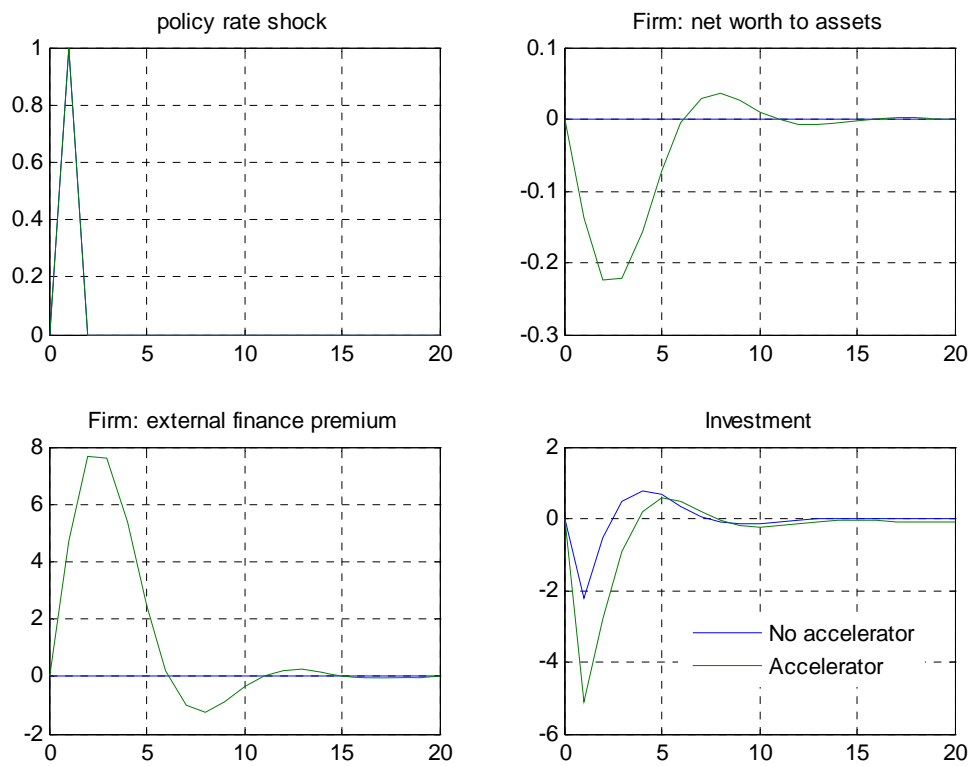 policy rate shock
1
0.8
0.6
0.4
0.2
0
0 5 10 15 20
Firm: net worth to assets
0.1
0
-0.1
-0.2
-0.3
0 5 10 15 20
Firm: external finance premium
8
6
4
2
0
-2
0 5 10 15 20
Investment
2
0
-2
-4
-6
0 5 10 15 20
No accelerator
Accelerator